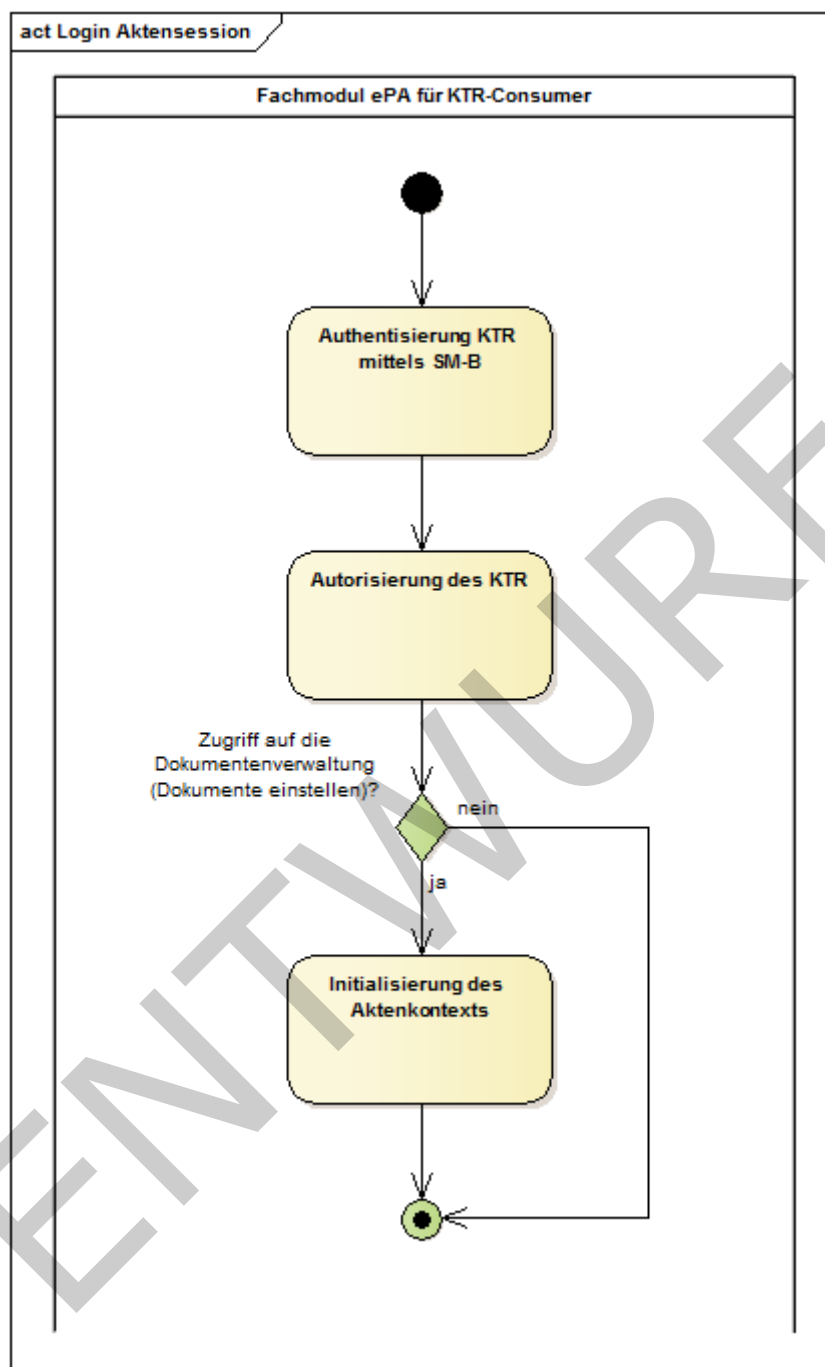 act Login Aktensession
Fachmodul ePA für KTR-Consumer
Authentisierung KTR
mittels SM-B
Autorisierung des KTR
Zugriff auf die
Dokumentenverwaltung
(Dokumente einstellen)?
nein
ja
Initialisierung des
Aktenkontexts
ENTWURF